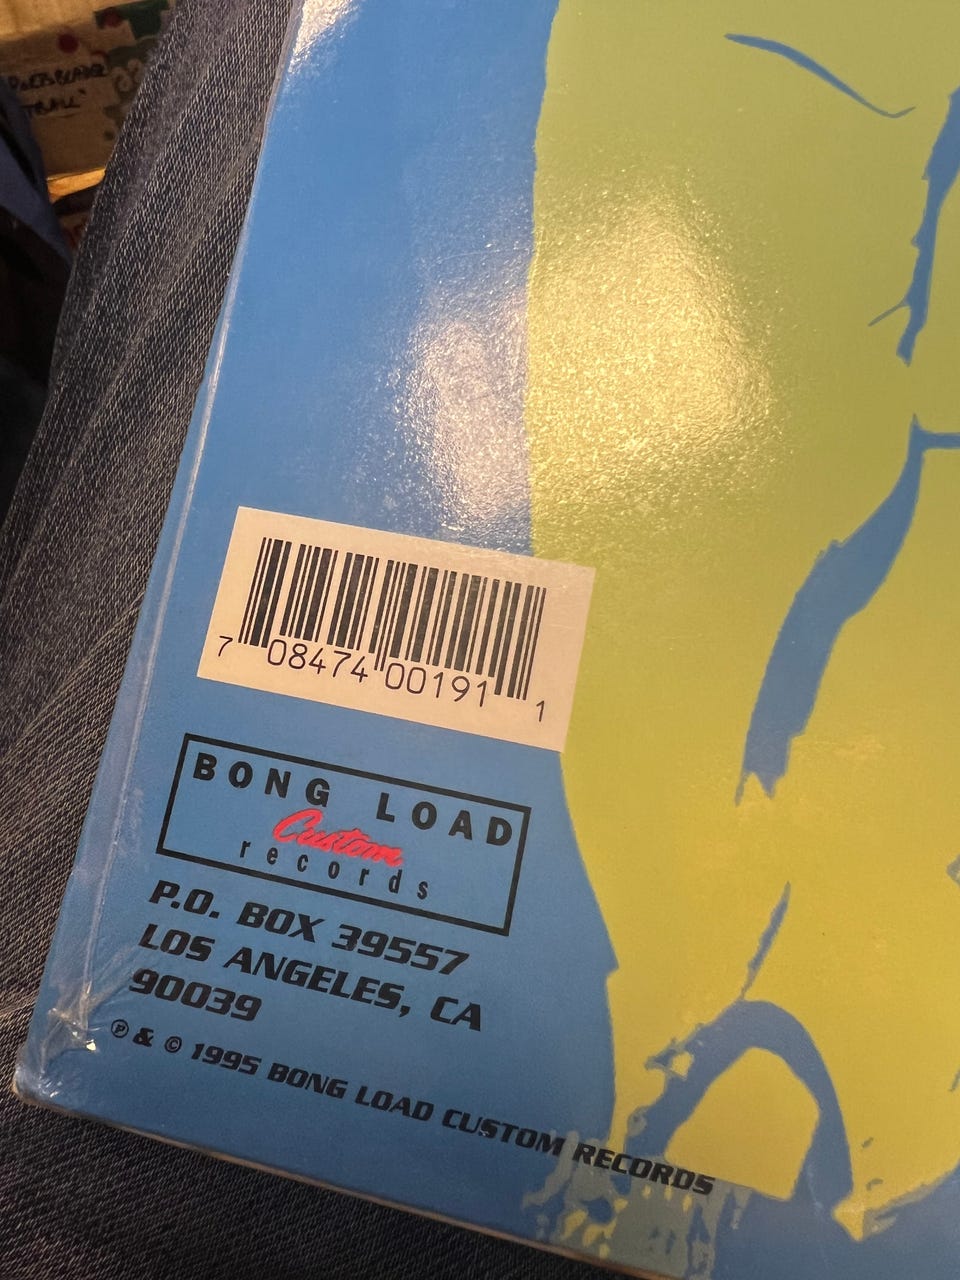 BALL"
7 08474 00191 1
BONG LOAD
Custom
records
P.O. BOX 39557
LOS ANGELES, CA
90039
℗ & © 1995 BONG LOAD CUSTOM RECORDS